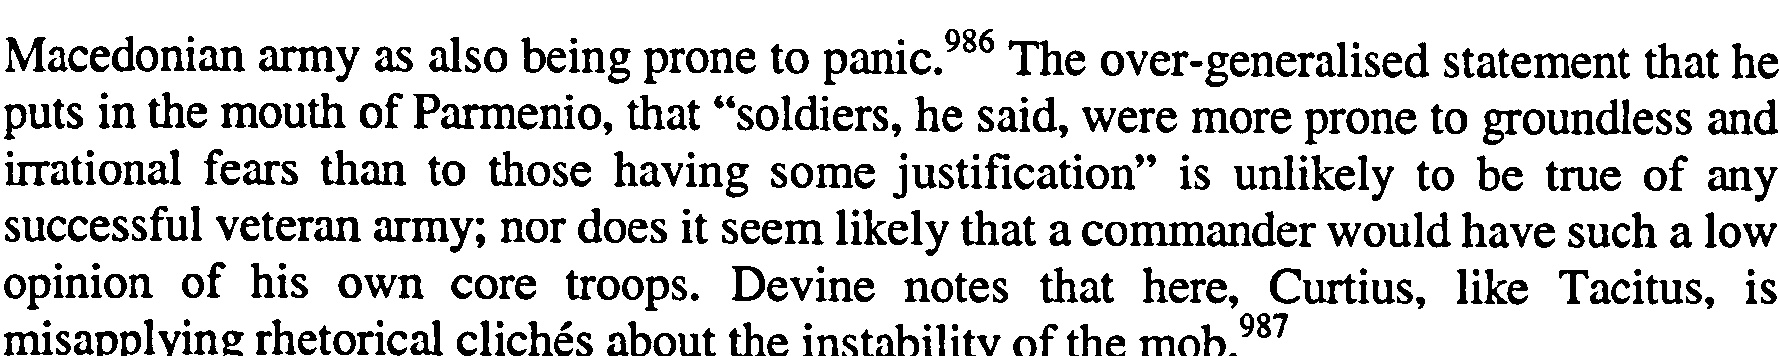 Macedonian army as also being prone to panic.986 The over-generalised statement that he
puts in the mouth of Parmenio, that “soldiers, he said, were more prone to groundless and
irrational fears than to those having some justification” is unlikely to be true of any
successful veteran army; nor does it seem likely that a commander would have such a low
opinion of his own core troops. Devine notes that here, Curtius, like Tacitus, is
misapplying rhetorical clichés about the instability of the mob.987